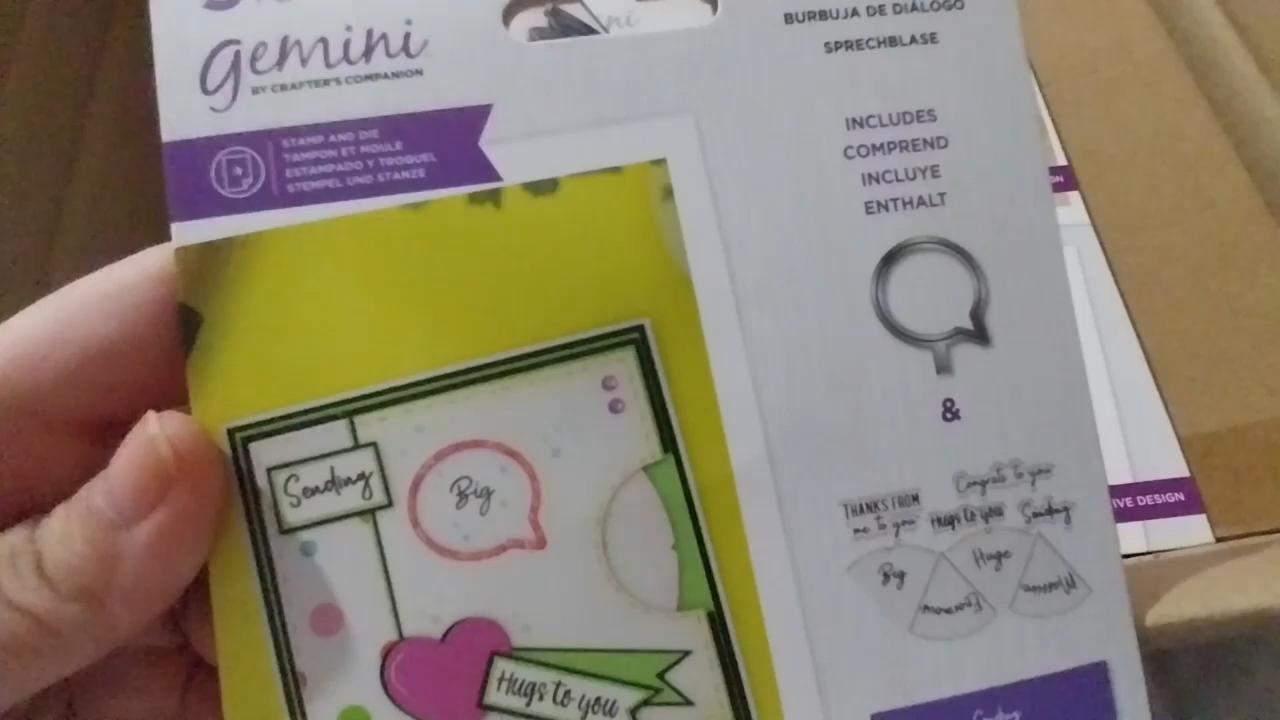 gemini
BY CRAFTER'S COMPANION
STAMP AND DIE
TAMPON ET MOULE
ESTAMPADO Y TROQUEL
STEMPEL UND STANZE
BURBUJA DE DIÁLOGO
SPRECHBLASE
INCLUDES
COMPREND
INCLUYE
ENTHALT
&
THANKS FROM
me to you
Congrats to you
Hugs to you
Sending
Big
Huge
Sending
Big
Hugs to you
IVE DESIGN